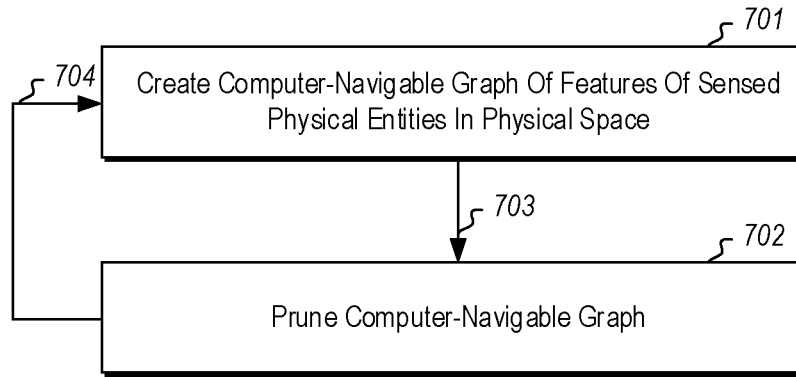 701
704
Create Computer-Navigable Graph Of Features Of Sensed
Physical Entities In Physical Space
703
702
Prune Computer-Navigable Graph